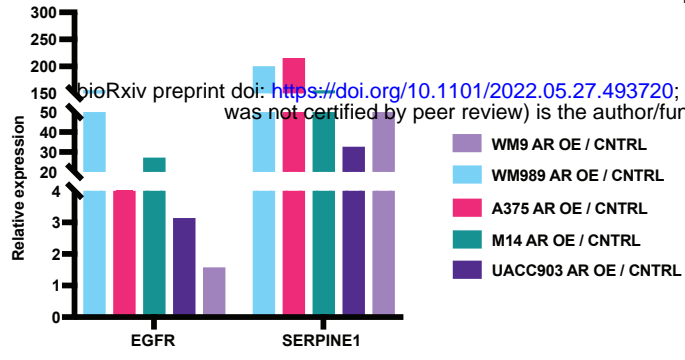 300
200
150
bioRxiv preprint doi: https://doi.org/10.1101/2022.05.27.493720;
was not certified by peer review) is the author/fun
50
40
30
20
4
3
2
1
0
Relative expression
EGFR
SERPINE1
WM9 AR OE / CNTRL
WM989 AR OE / CNTRL
A375 AR OE / CNTRL
M14 AR OE / CNTRL
UACC903 AR OE / CNTRL